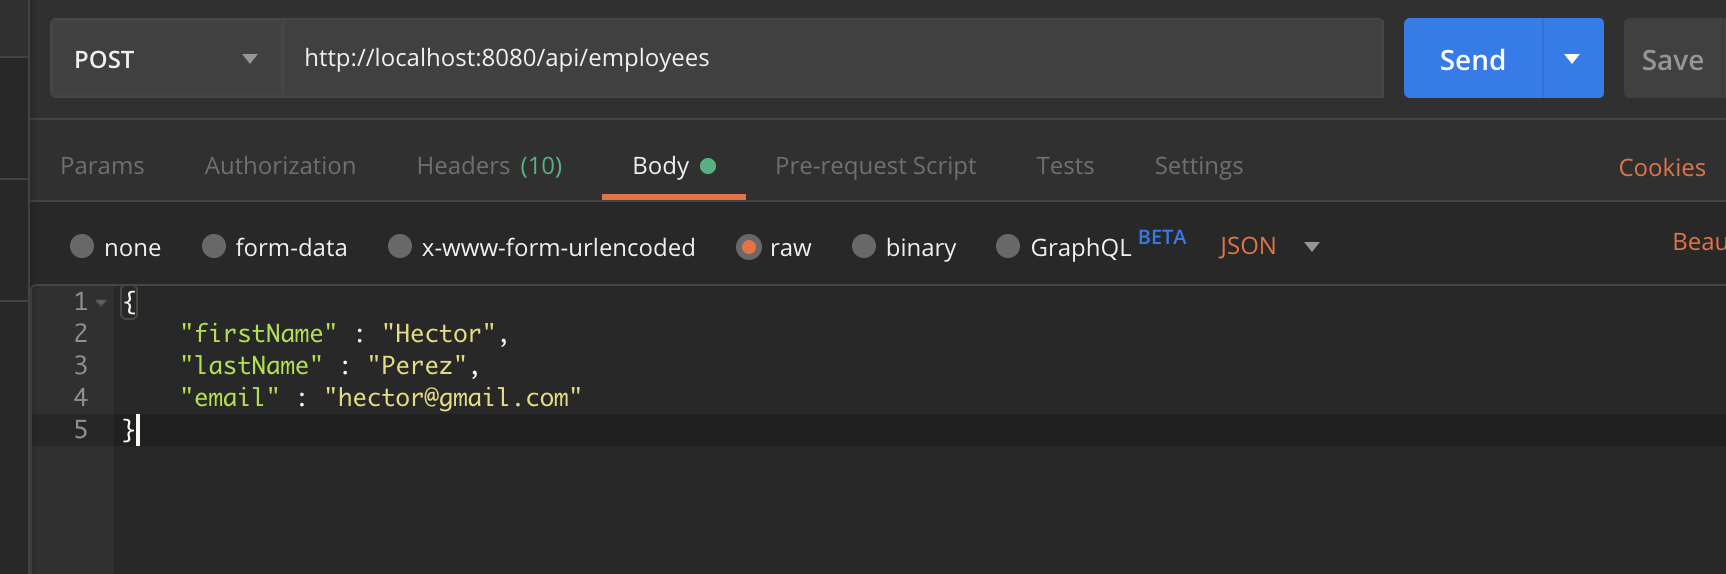 POST http://localhost:8080/api/employees Send Save
Params Authorization Headers (10) Body Pre-request Script Tests Settings Cookies
none form-data x-www-form-urlencoded raw binary GraphQL BETA JSON Beau
1 {
2 "firstName" : "Hector",
3 "lastName" : "Perez",
4 "email" : "hector@gmail.com"
5 }